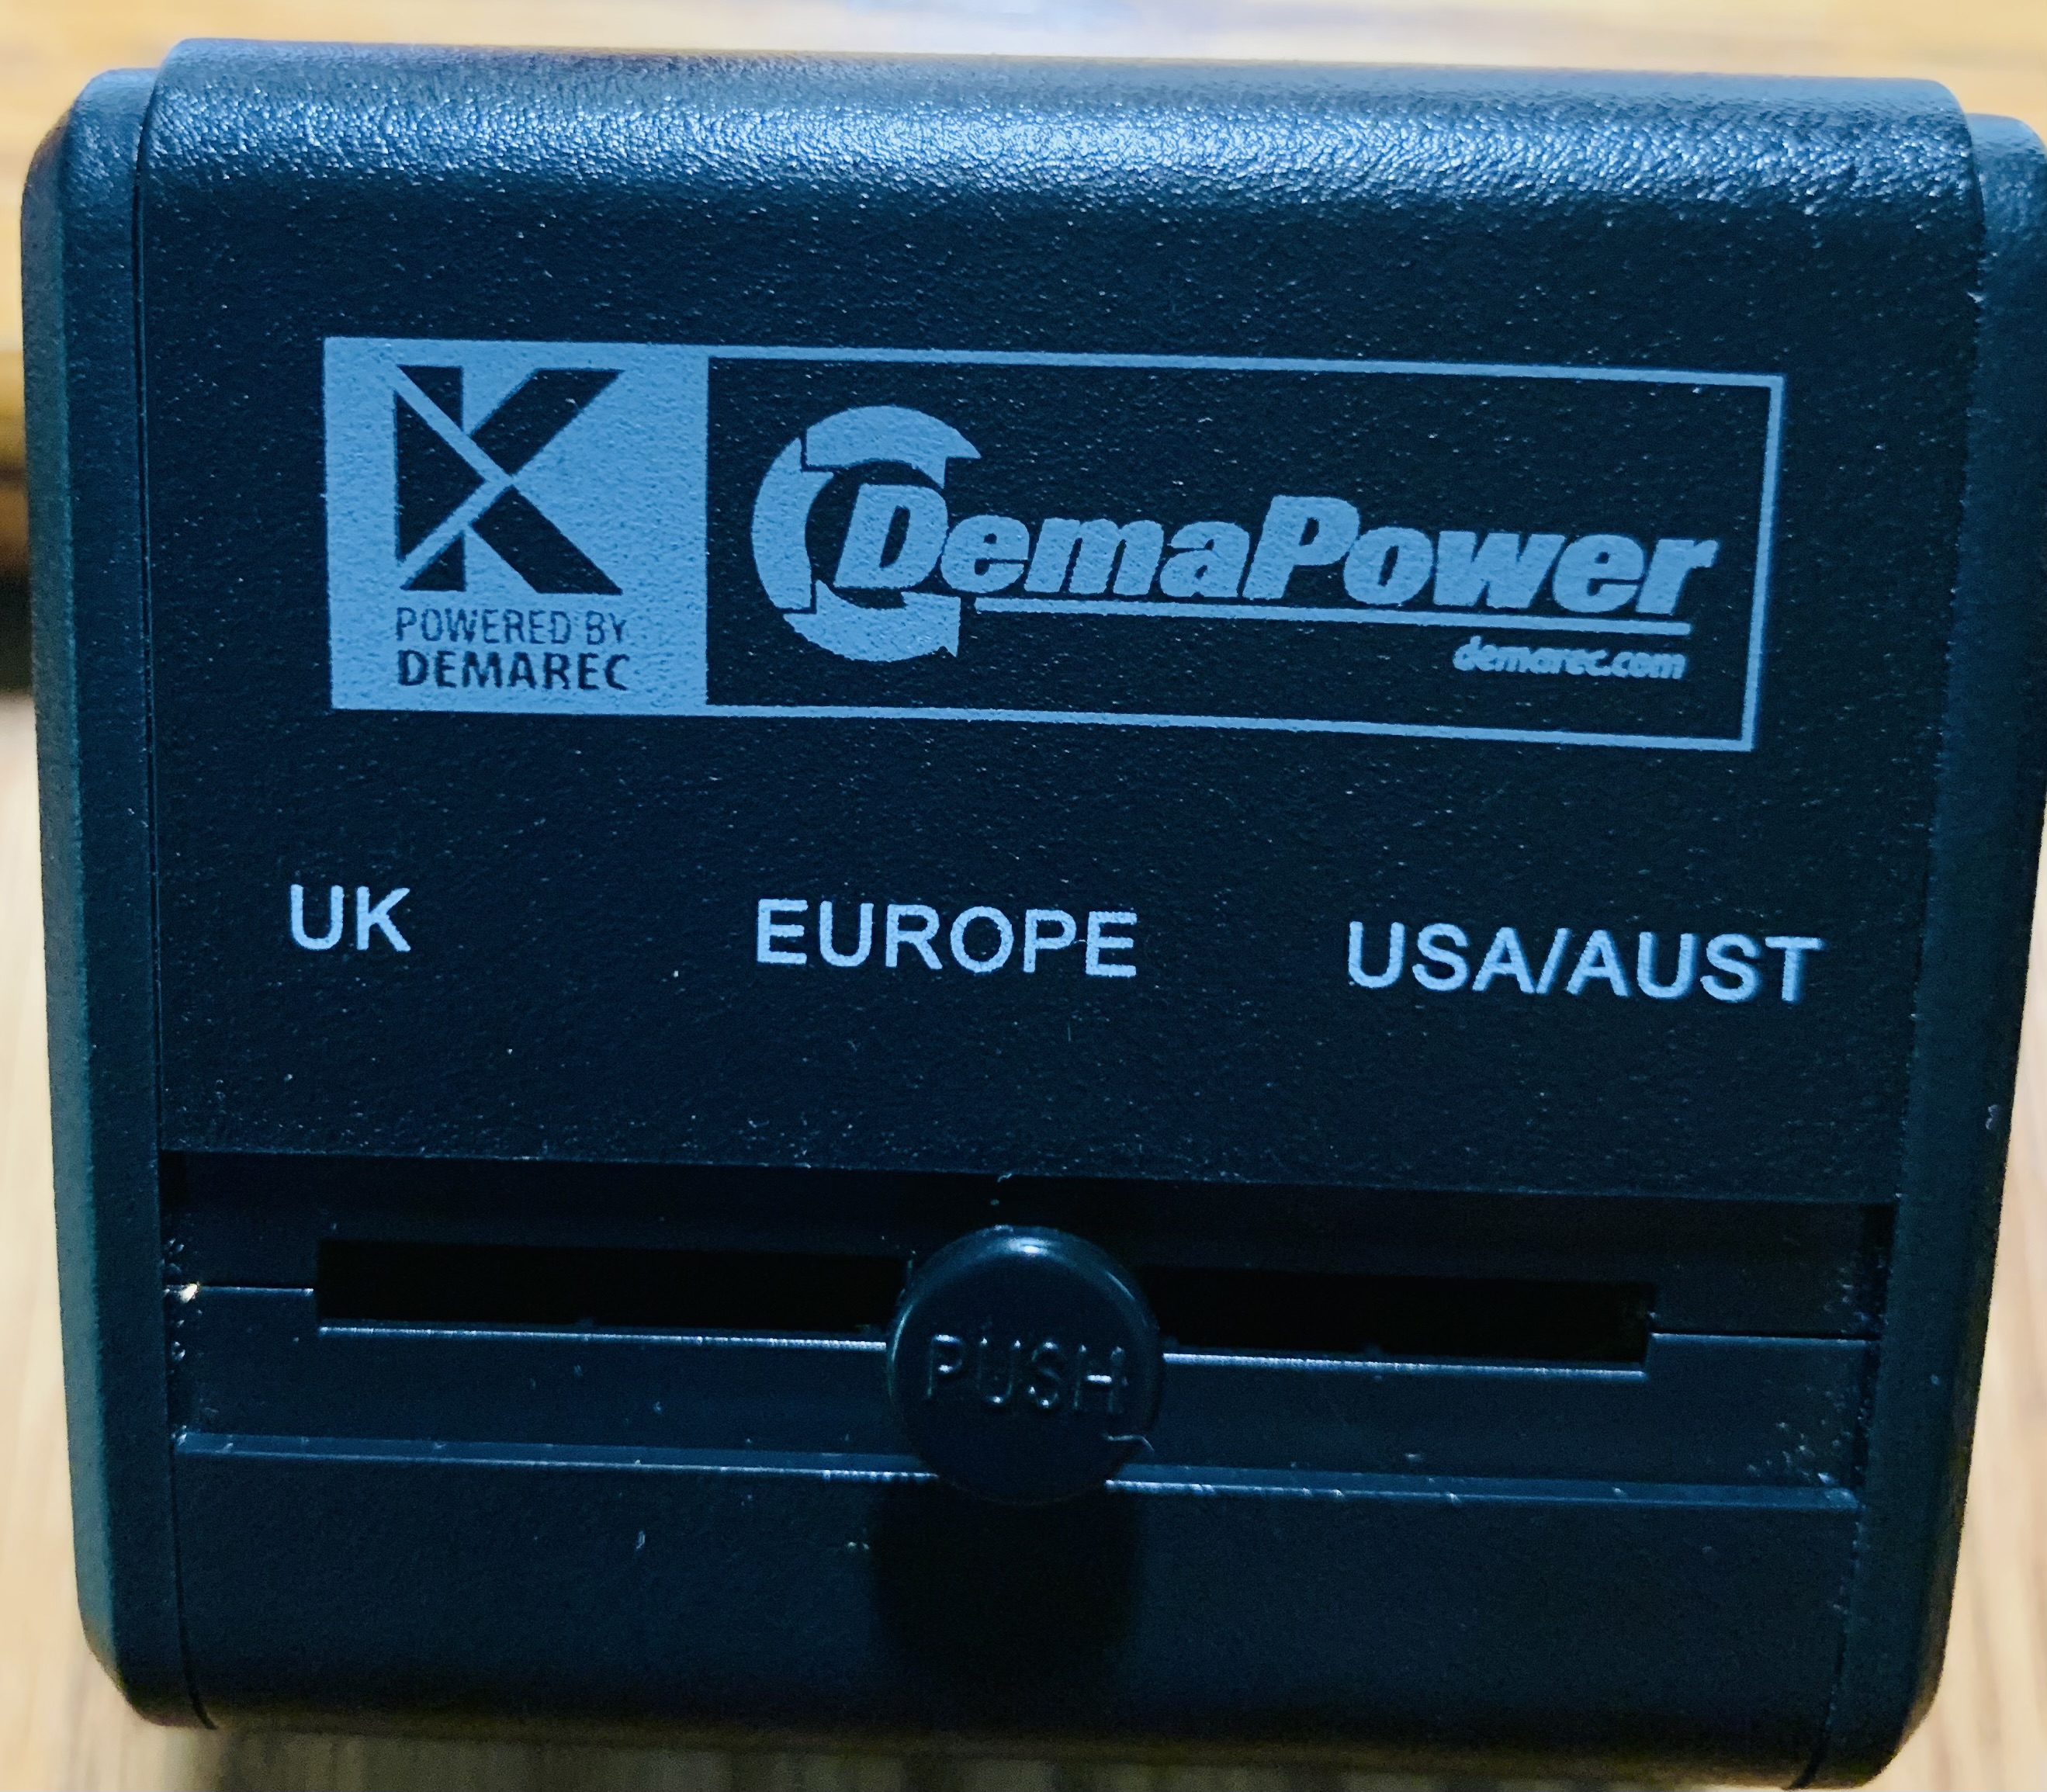 K
POWERED BY
DEMAREC
DemaPower
demarec.com
UK EUROPE USA/AUST
PUSH